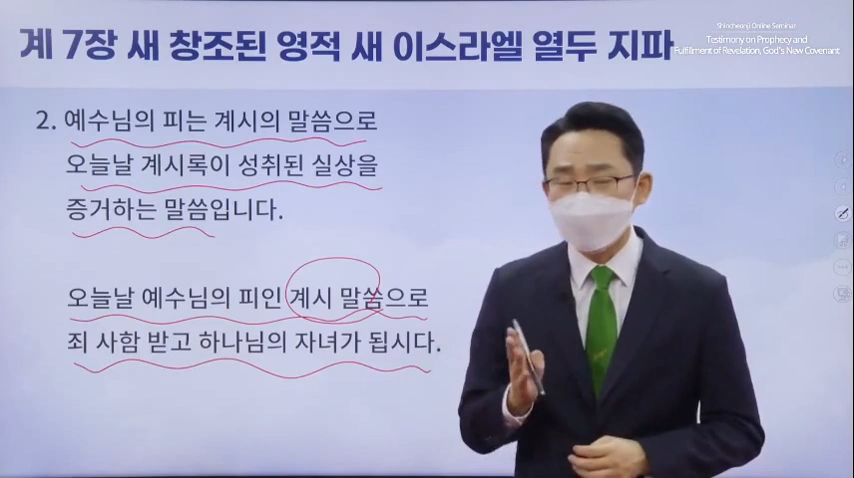 계 7장 새 창조된 영적 새 이스라엘 열두 지파
Shincheonji Online Seminar
Testimony on Prophecy and
Fulfillment of Revelation, God's New Covenant
2. 예수님의 피는 계시의 말씀으로
오늘날 계시록이 성취된 실상을
증거하는 말씀입니다.
오늘날 예수님의 피인 계시 말씀으로
죄 사함 받고 하나님의 자녀가 됩시다.